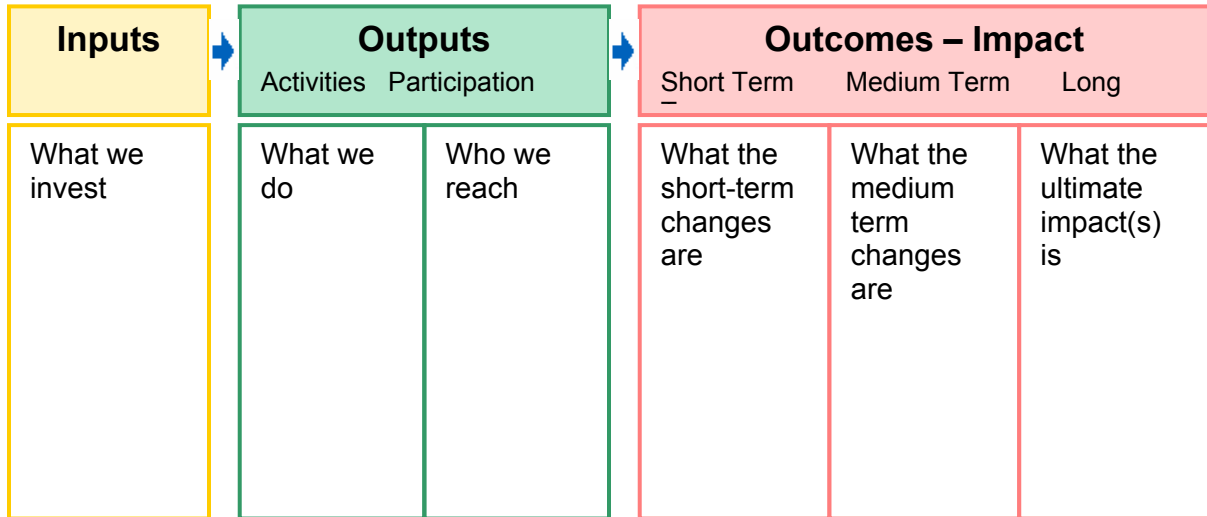 Inputs
Outputs
Activities Participation
Outcomes – Impact
Short Term Medium Term Long
What we
invest
What we
do
Who we
reach
What the
short-term
changes
are
What the
medium
term
changes
are
What the
ultimate
impact(s)
is